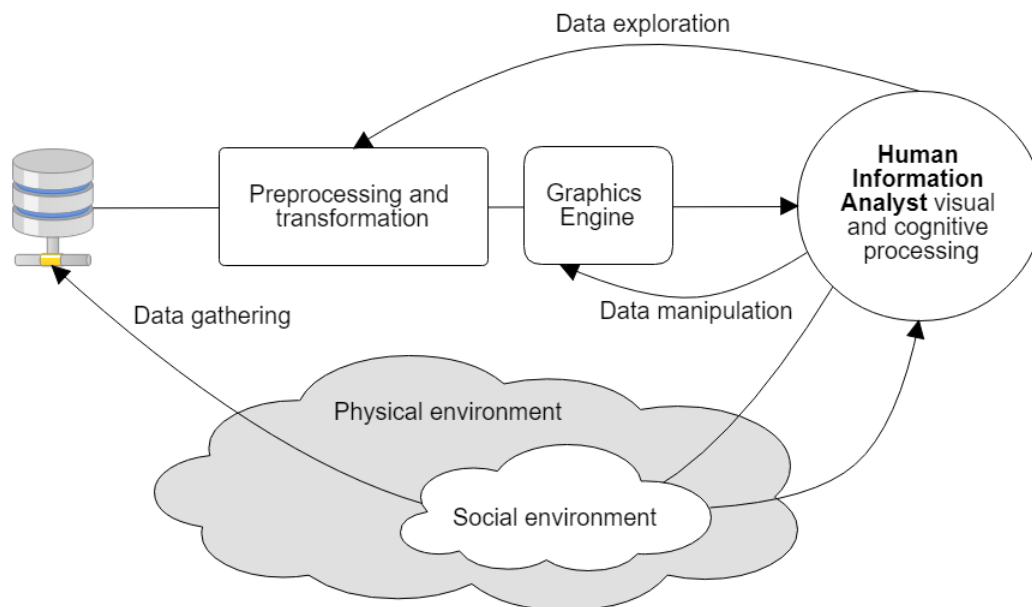 Data exploration
Preprocessing and
transformation
Graphics
Engine
Human
Information
Analyst visual
and cognitive
processing
Data gathering
Data manipulation
Physical environment
Social environment